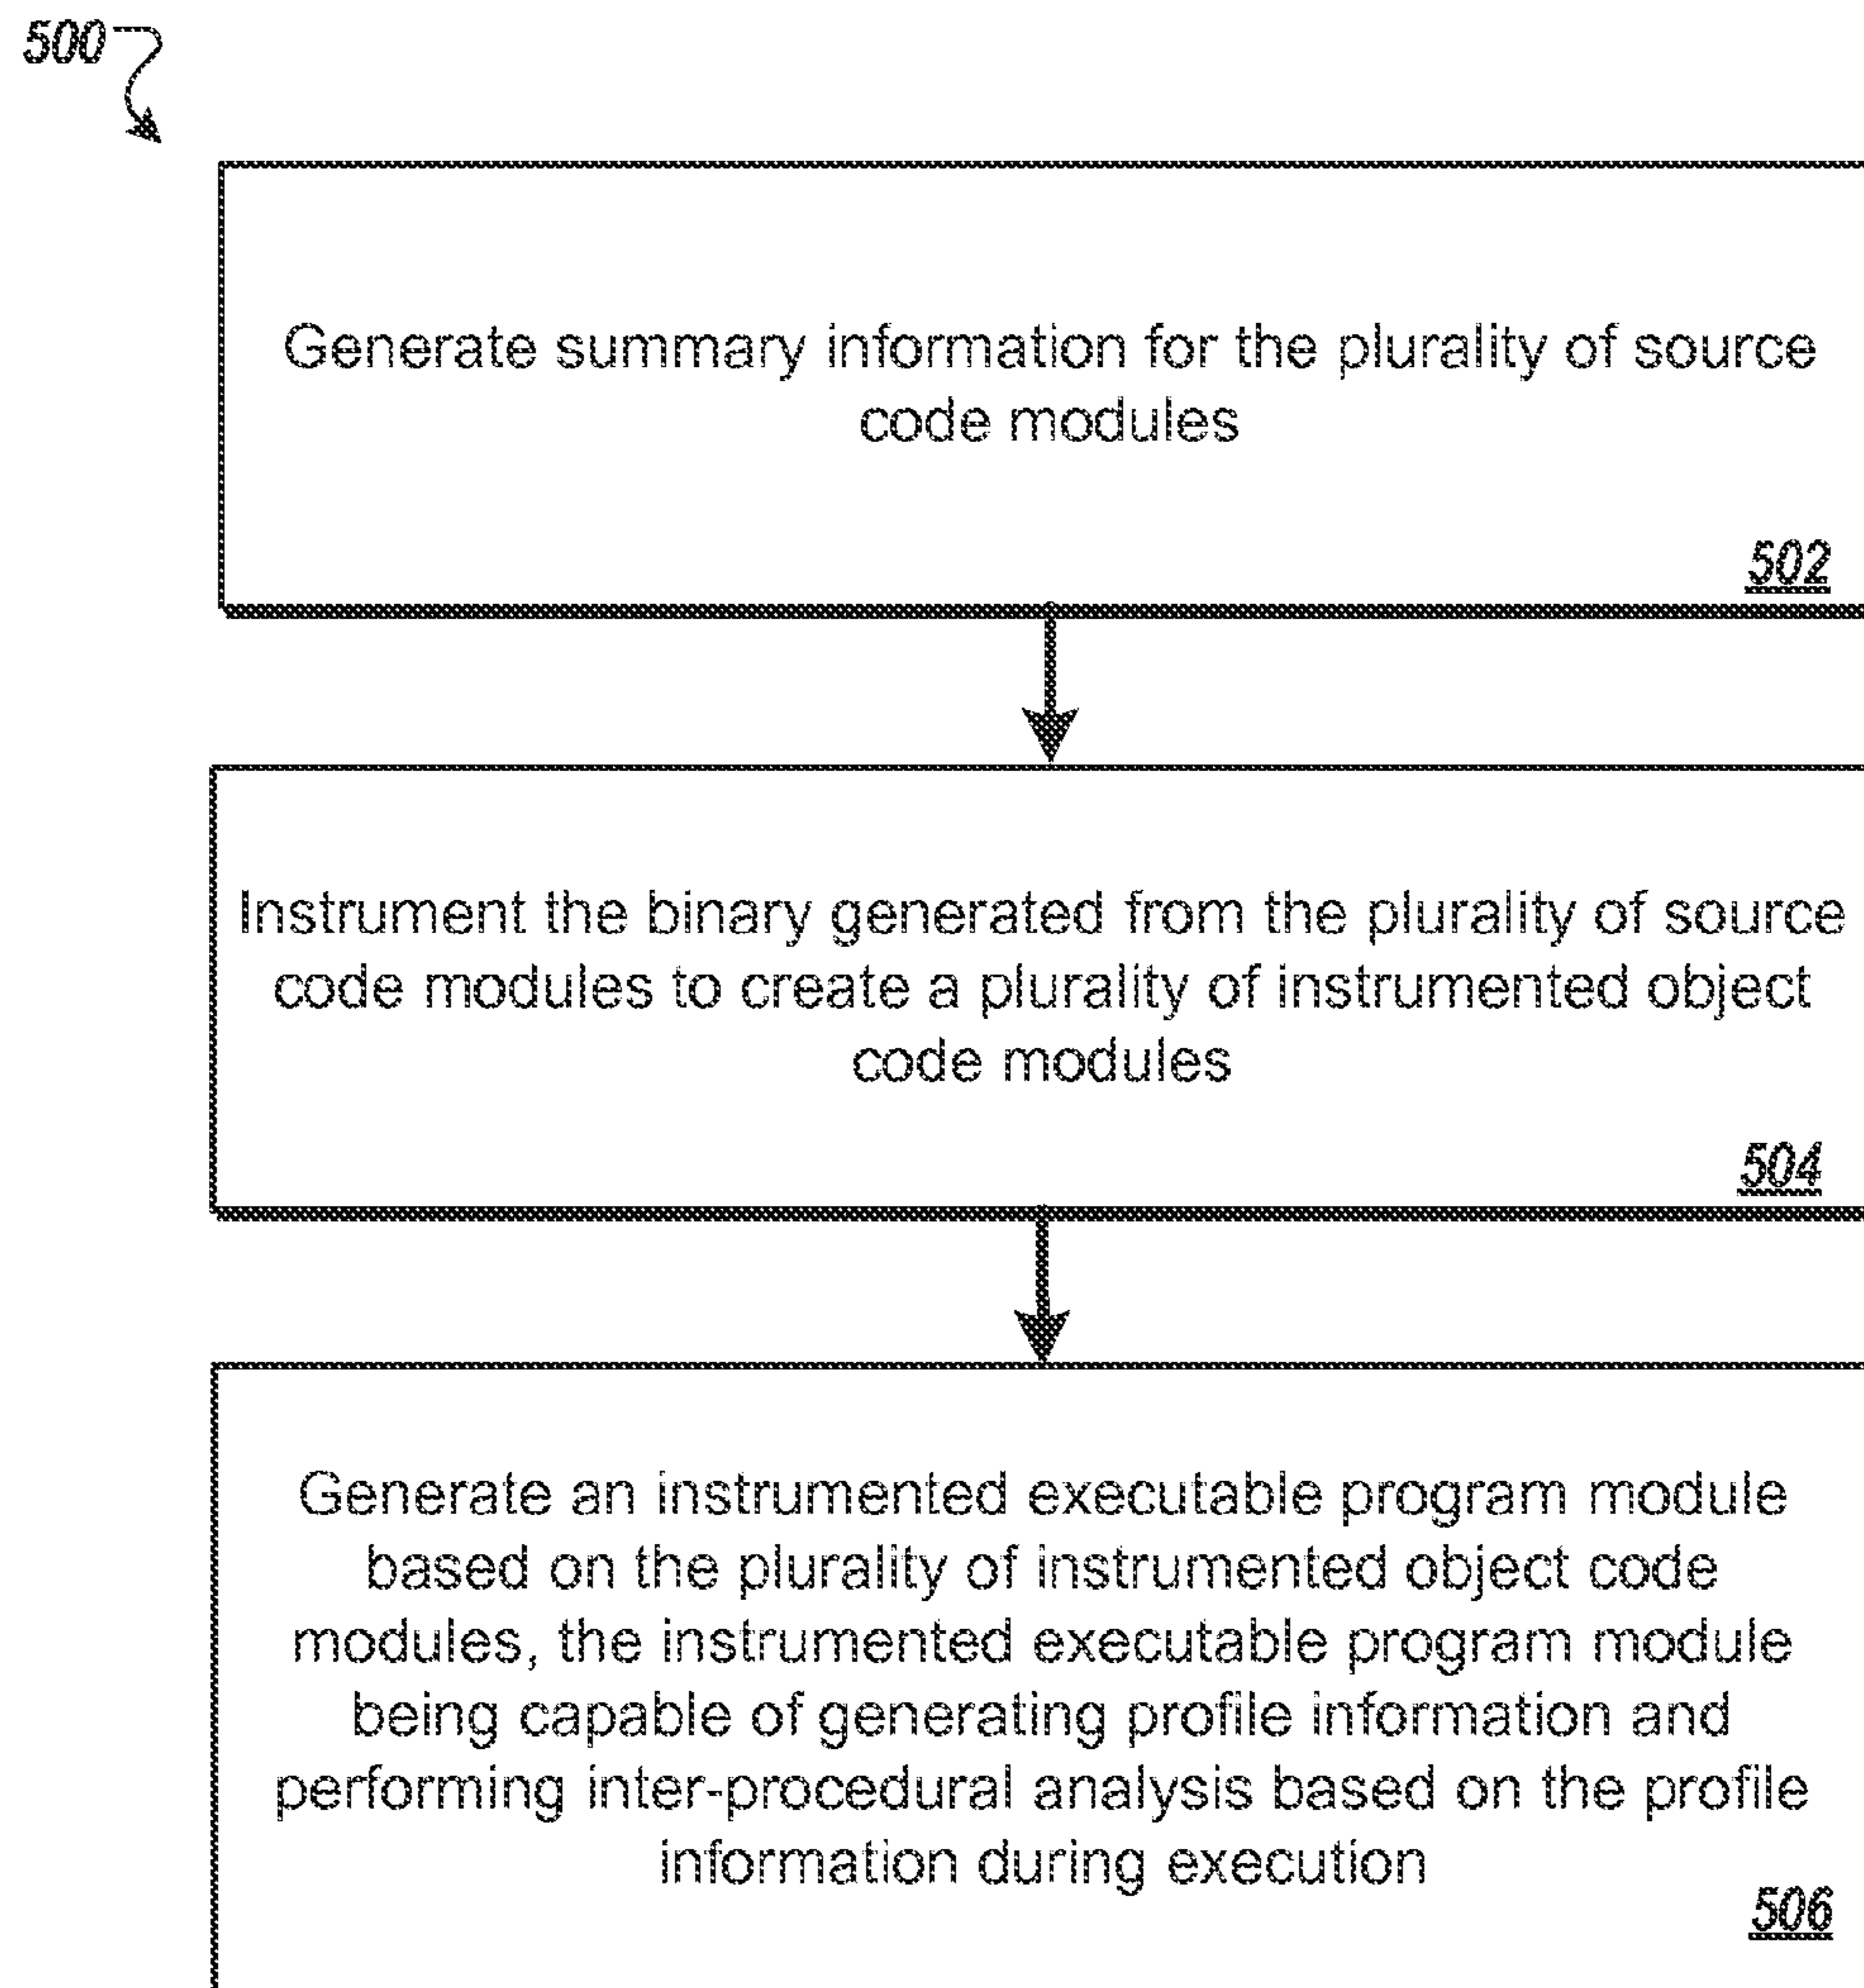 500
Generate summary information for the plurality of source
code modules
502
Instrument the binary generated from the plurality of source
code modules to create a plurality of instrumented object
code modules
504
Generate an instrumented executable program module
based on the plurality of instrumented object code
modules, the instrumented executable program module
being capable of generating profile information and
performing inter-procedural analysis based on the profile
information during execution
506